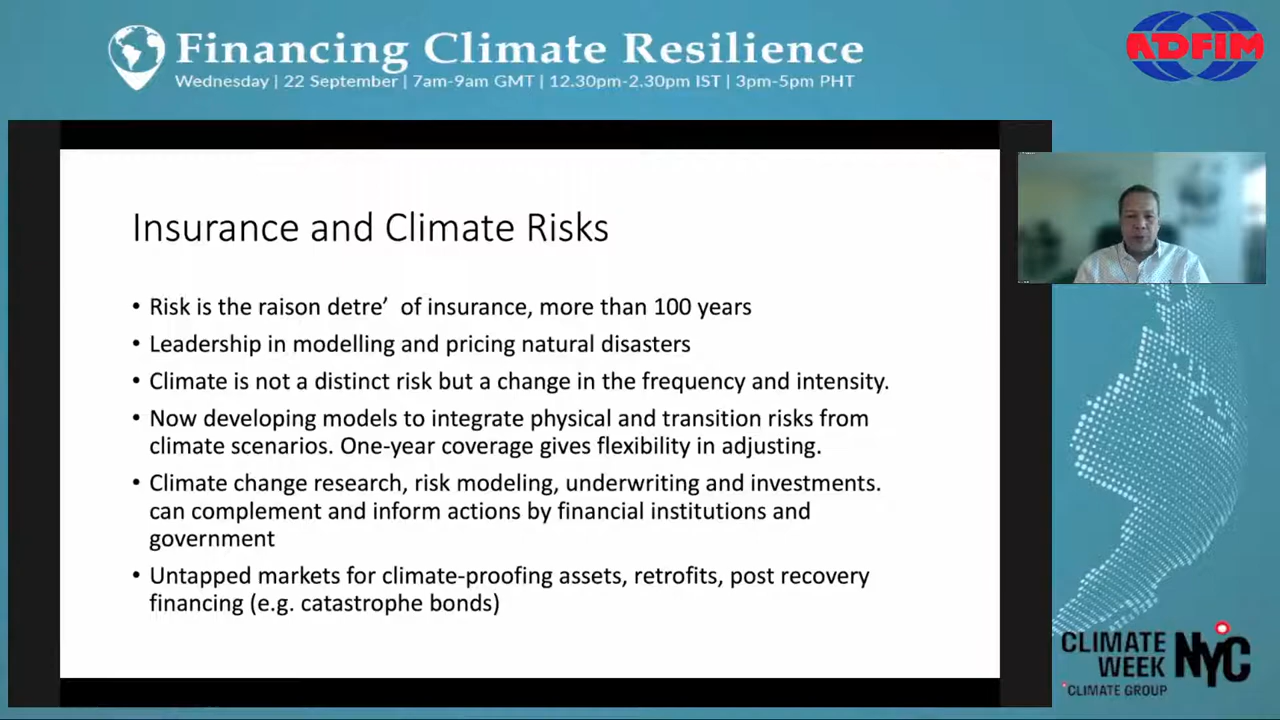 Financing Climate Resilience
Wednesday | 22 September | 7am-9am GMT | 12.30pm-2.30pm IST | 3pm-5pm PHT
ADFIM
Insurance and Climate Risks
• Risk is the raison detre’ of insurance, more than 100 years
• Leadership in modelling and pricing natural disasters
• Climate is not a distinct risk but a change in the frequency and intensity.
• Now developing models to integrate physical and transition risks from
climate scenarios. One-year coverage gives flexibility in adjusting.
• Climate change research, risk modeling, underwriting and investments.
can complement and inform actions by financial institutions and
government
• Untapped markets for climate-proofing assets, retrofits, post recovery
financing (e.g. catastrophe bonds)
CLIMATE
WEEK NYC
°CLIMATE GROUP